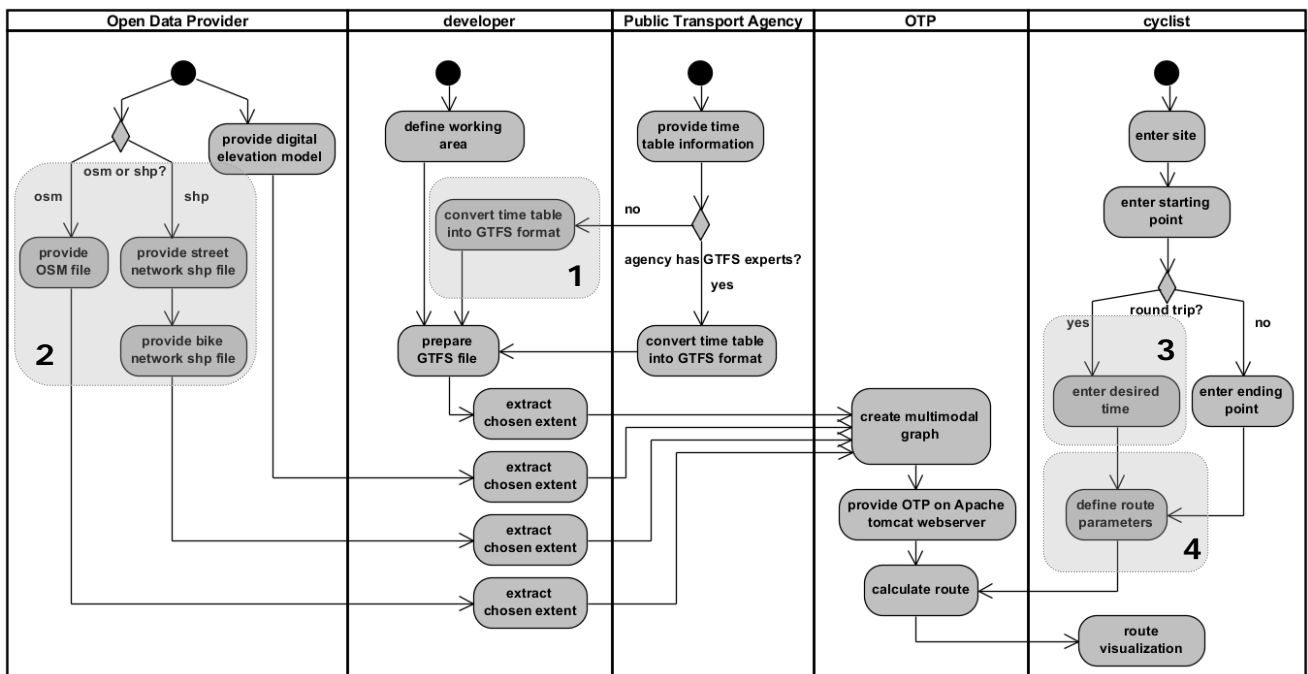 Open Data Provider
developer
Public Transport Agency
OTP
cyclist
provide digital
elevation model
osm or shp?
osm
shp
provide
OSM file
provide street
network shp file
provide bike
network shp file
2
define working
area
convert time table
into GTFS format
1
prepare
GTFS file
extract
chosen extent
extract
chosen extent
extract
chosen extent
extract
chosen extent
provide time
table information
no
agency has GTFS experts?
yes
convert time table
into GTFS format
create multimodal
graph
provide OTP on Apache
tomcat webserver
calculate route
enter site
enter starting
point
round trip?
yes
no
3
enter desired
time
enter ending
point
define route
parameters
4
route
visualization